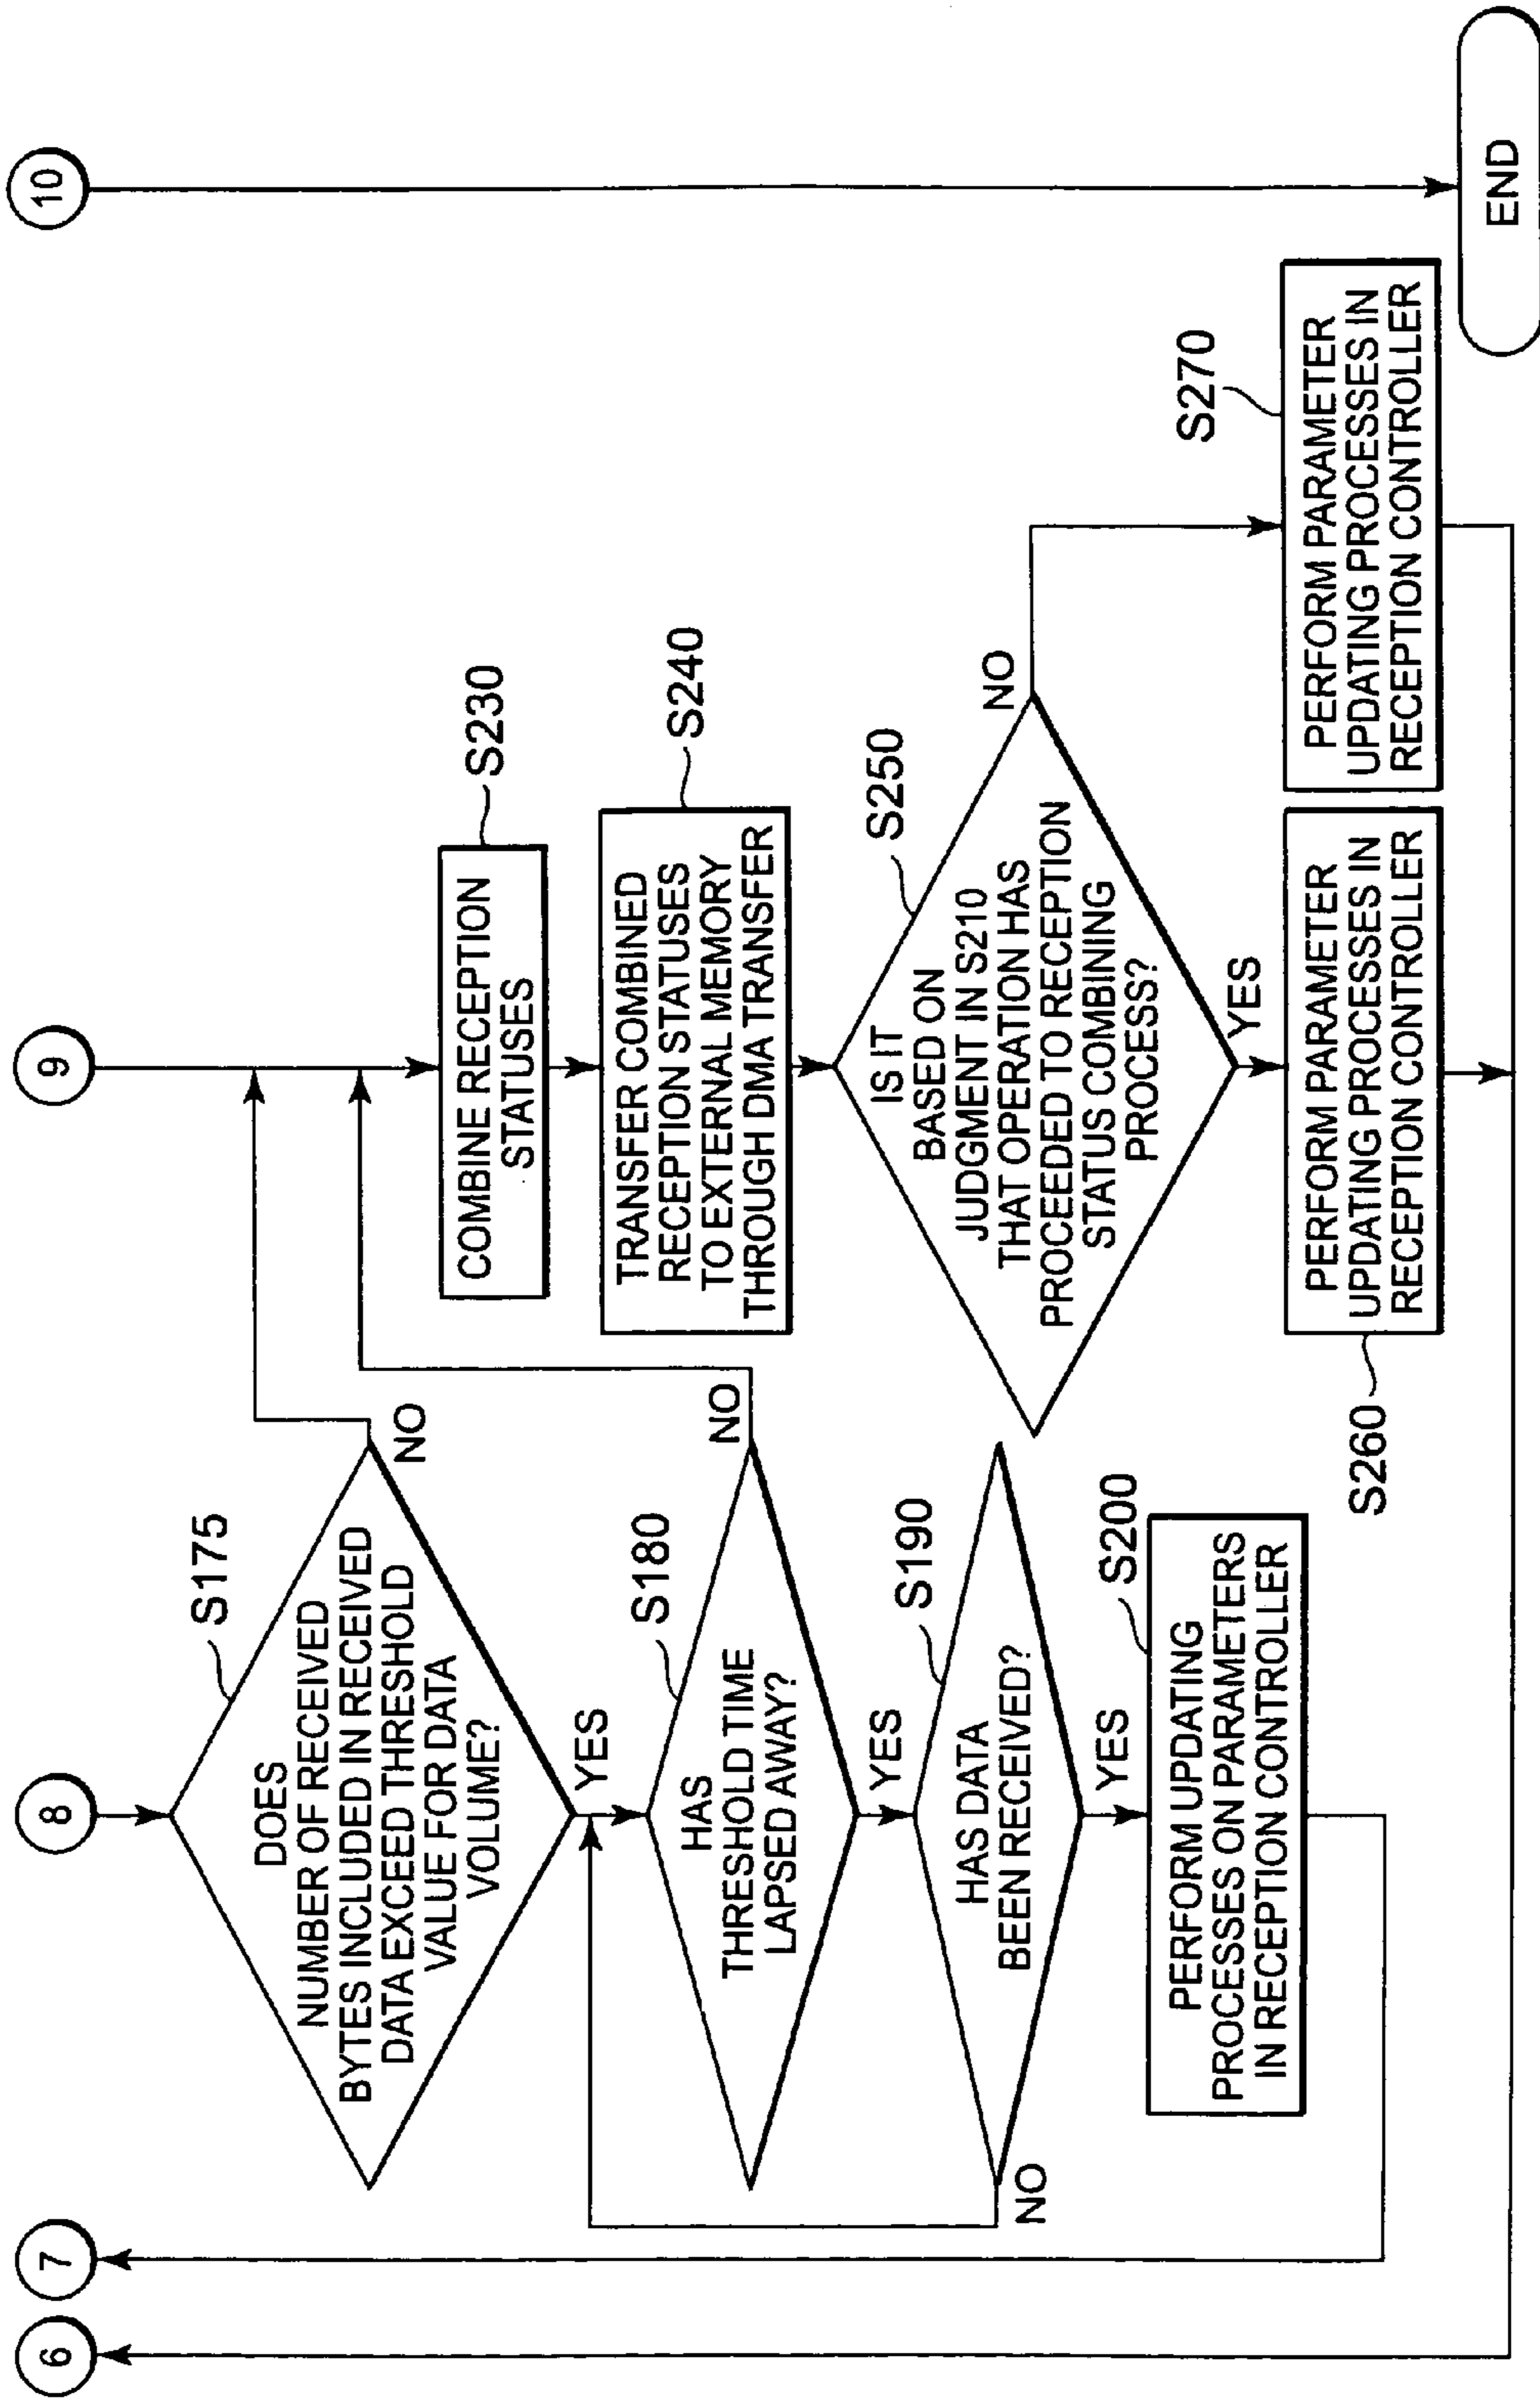 6
7
8
9
10
DOES
NUMBER OF RECEIVED
BYTES INCLUDED IN RECEIVED
DATA EXCEED THRESHOLD
VALUE FOR DATA
VOLUME?
S175
NO
YES
HAS
THRESHOLD TIME
LAPSED AWAY?
S180
NO
YES
HAS DATA
BEEN RECEIVED?
S190
NO
YES
PERFORM UPDATING
PROCESSES ON PARAMETERS
IN RECEPTION CONTROLLER
S200
COMBINE RECEPTION
STATUSES
S230
TRANSFER COMBINED
RECEPTION STATUSES
TO EXTERNAL MEMORY
THROUGH DMA TRANSFER
S240
IS IT
BASED ON
JUDGMENT IN S210
THAT OPERATION HAS
PROCEEDED TO RECEPTION
STATUS COMBINING
PROCESS?
S250
NO
YES
PERFORM PARAMETER
UPDATING PROCESSES IN
RECEPTION CONTROLLER
S260
PERFORM PARAMETER
UPDATING PROCESSES IN
RECEPTION CONTROLLER
S270
END